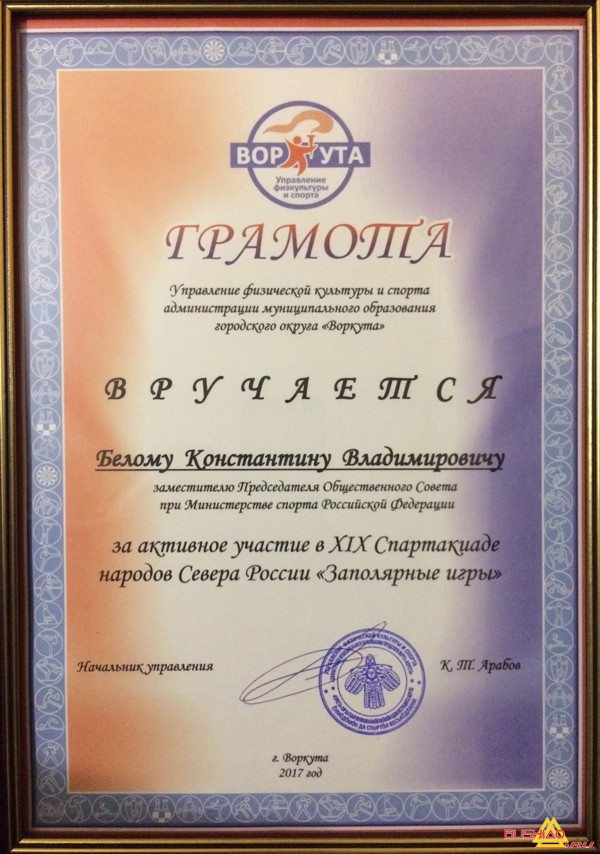 ВОРКУТА
Управление
физкультуры
и спорта
ГРАМОТА
Управление физической культуры и спорта
администрации муниципального образования
городского округа «Воркута»
ВРУЧАЕТСЯ
Белому Константину Владимировичу
заместителю Председателя Общественного Совета
при Министерстве спорта Российской Федерации
за активное участие в XIX Спартакиаде
народов Севера России «Заполярные игры»
Начальник управления
К. Т. Арабов
г. Воркута
2017 год
BUSHIDO